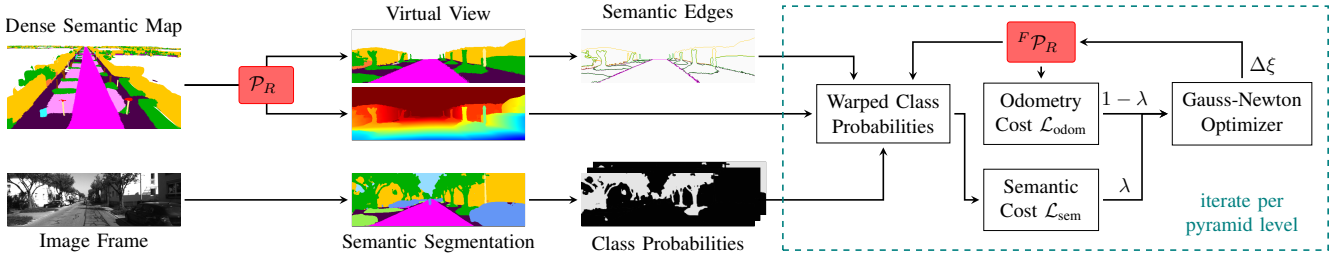 Dense Semantic Map
Virtual View
Semantic Edges
𝒫_R
Image Frame
Semantic Segmentation
Class Probabilities
Warped Class
Probabilities
^F𝒫_R
Odometry
Cost ℒ_odom
Semantic
Cost ℒ_sem
1 − λ
λ
Δξ
Gauss-Newton
Optimizer
iterate per
pyramid level